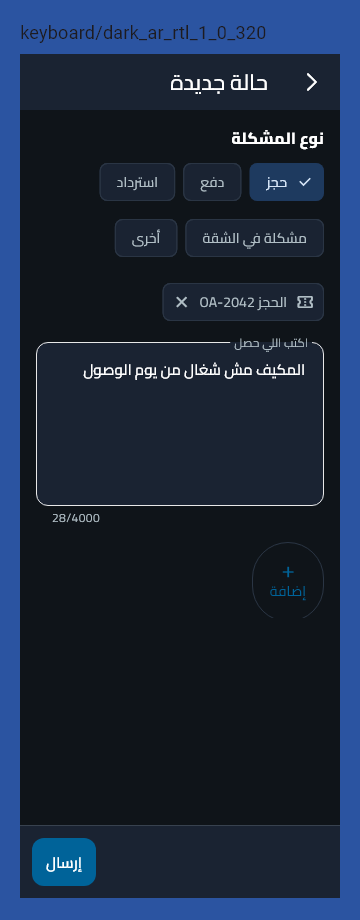 keyboard/dark_ar_rtl_1_0_320
حالة جديدة
نوع المشكلة
حجز
دفع
استرداد
مشكلة في الشقة
أخرى
الحجز OA-2042
اكتب اللي حصل
المكيف مش شغال من يوم الوصول
28/4000
+
إضافة
إرسال